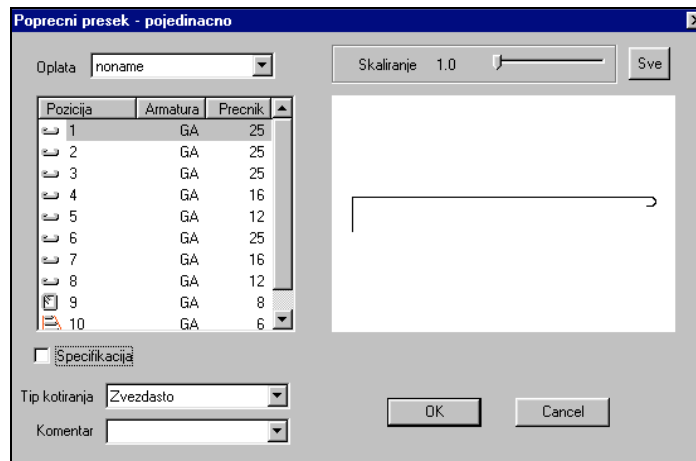 Poprecni presek - pojedinacno
Oplata noname Skaliranje 1.0 Sve
Pozicija Armatura Precnik
1 GA 25
2 GA 25
3 GA 25
4 GA 16
5 GA 12
6 GA 25
7 GA 16
8 GA 12
9 GA 8
10 GA 6
Specifikacija
Tip kotiranja Zvezdasto
OK Cancel
Komentar